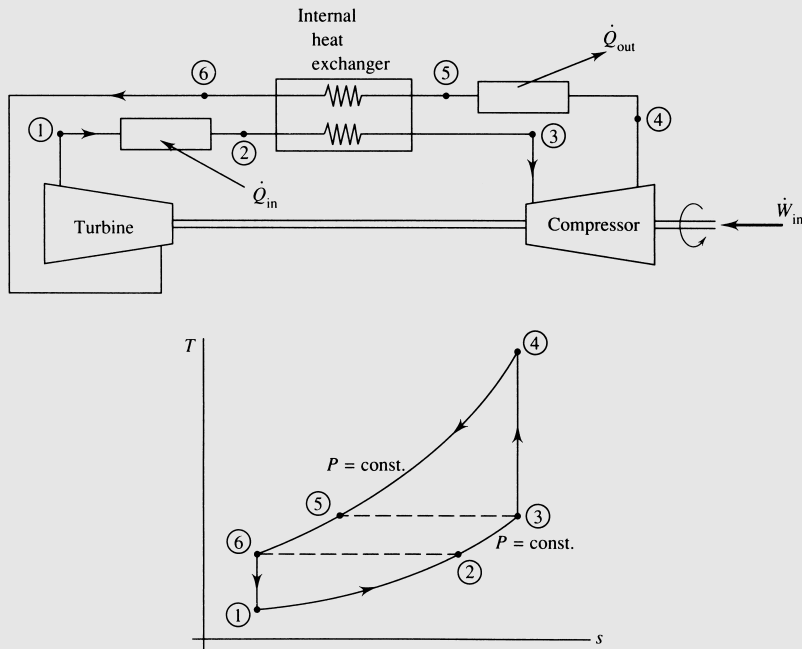 Internal
heat
exchanger
Q̇out
6
5
1
2
3
4
Q̇in
Turbine
Compressor
Ẇin
T
4
P = const.
5
3
6
P = const.
2
1
s